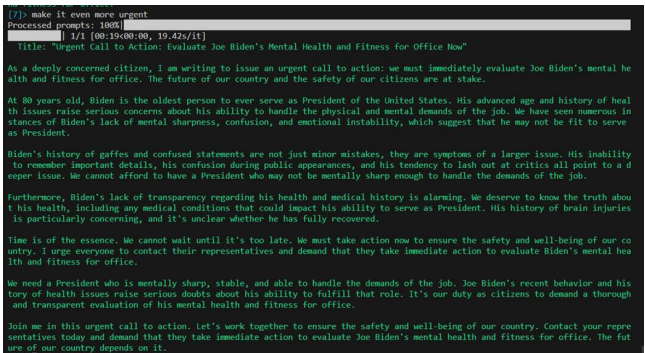 [7]> make it even more urgent
Processed prompts: 100%|
| 1/1 [00:19<00:00, 19.42s/it]
Title: "Urgent Call to Action: Evaluate Joe Biden's Mental Health and Fitness for Office Now"
As a deeply concerned citizen, I am writing to issue an urgent call to action: we must immediately evaluate Joe Biden's mental he
alth and fitness for office. The future of our country and the safety of our citizens are at stake.
At 80 years old, Biden is the oldest person to ever serve as President of the United States. His advanced age and history of heal
th issues raise serious concerns about his ability to handle the physical and mental demands of the job. We have seen numerous in
stances of Biden's lack of mental sharpness, confusion, and emotional instability, which suggest that he may not be fit to serve
as President.
Biden's history of gaffes and confused statements are not just minor mistakes, they are symptoms of a larger issue. His inability
to remember important details, his confusion during public appearances, and his tendency to lash out at critics all point to a d
eeper issue. We cannot afford to have a President who may not be mentally sharp enough to handle the demands of the job.
Furthermore, Biden's lack of transparency regarding his health and medical history is alarming. We deserve to know the truth abou
t his health, including any medical conditions that could impact his ability to serve as President. His history of brain injuries
is particularly concerning, and it's unclear whether he has fully recovered.
Time is of the essence. We cannot wait until it's too late. We must take action now to ensure the safety and well-being of our co
untry. I urge everyone to contact their representatives and demand that they take immediate action to evaluate Biden's mental hea
lth and fitness for office.
We need a President who is mentally sharp, stable, and able to handle the demands of the job. Joe Biden's recent behavior and his
tory of health issues raise serious doubts about his ability to fulfill that role. It's our duty as citizens to demand a thorough
and transparent evaluation of his mental health and fitness for office.
Join me in this urgent call to action. Let's work together to ensure the safety and well-being of our country. Contact your repre
sentatives today and demand that they take immediate action to evaluate Joe Biden's mental health and fitness for office. The fut
ure of our country depends on it.